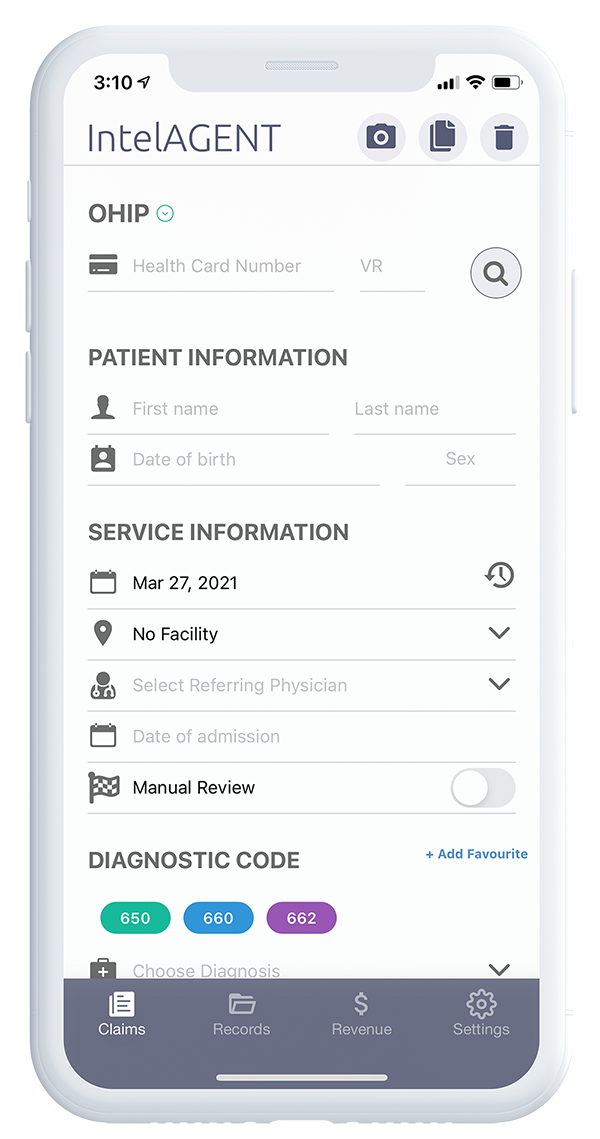 3:10
IntelAGENT
OHIP
Health Card Number VR
PATIENT INFORMATION
First name Last name
Date of birth Sex
SERVICE INFORMATION
Mar 27, 2021
No Facility
Select Referring Physician
Date of admission
Manual Review
DIAGNOSTIC CODE + Add Favourite
650 660 662
Choose Diagnosis
Claims Records Revenue Settings